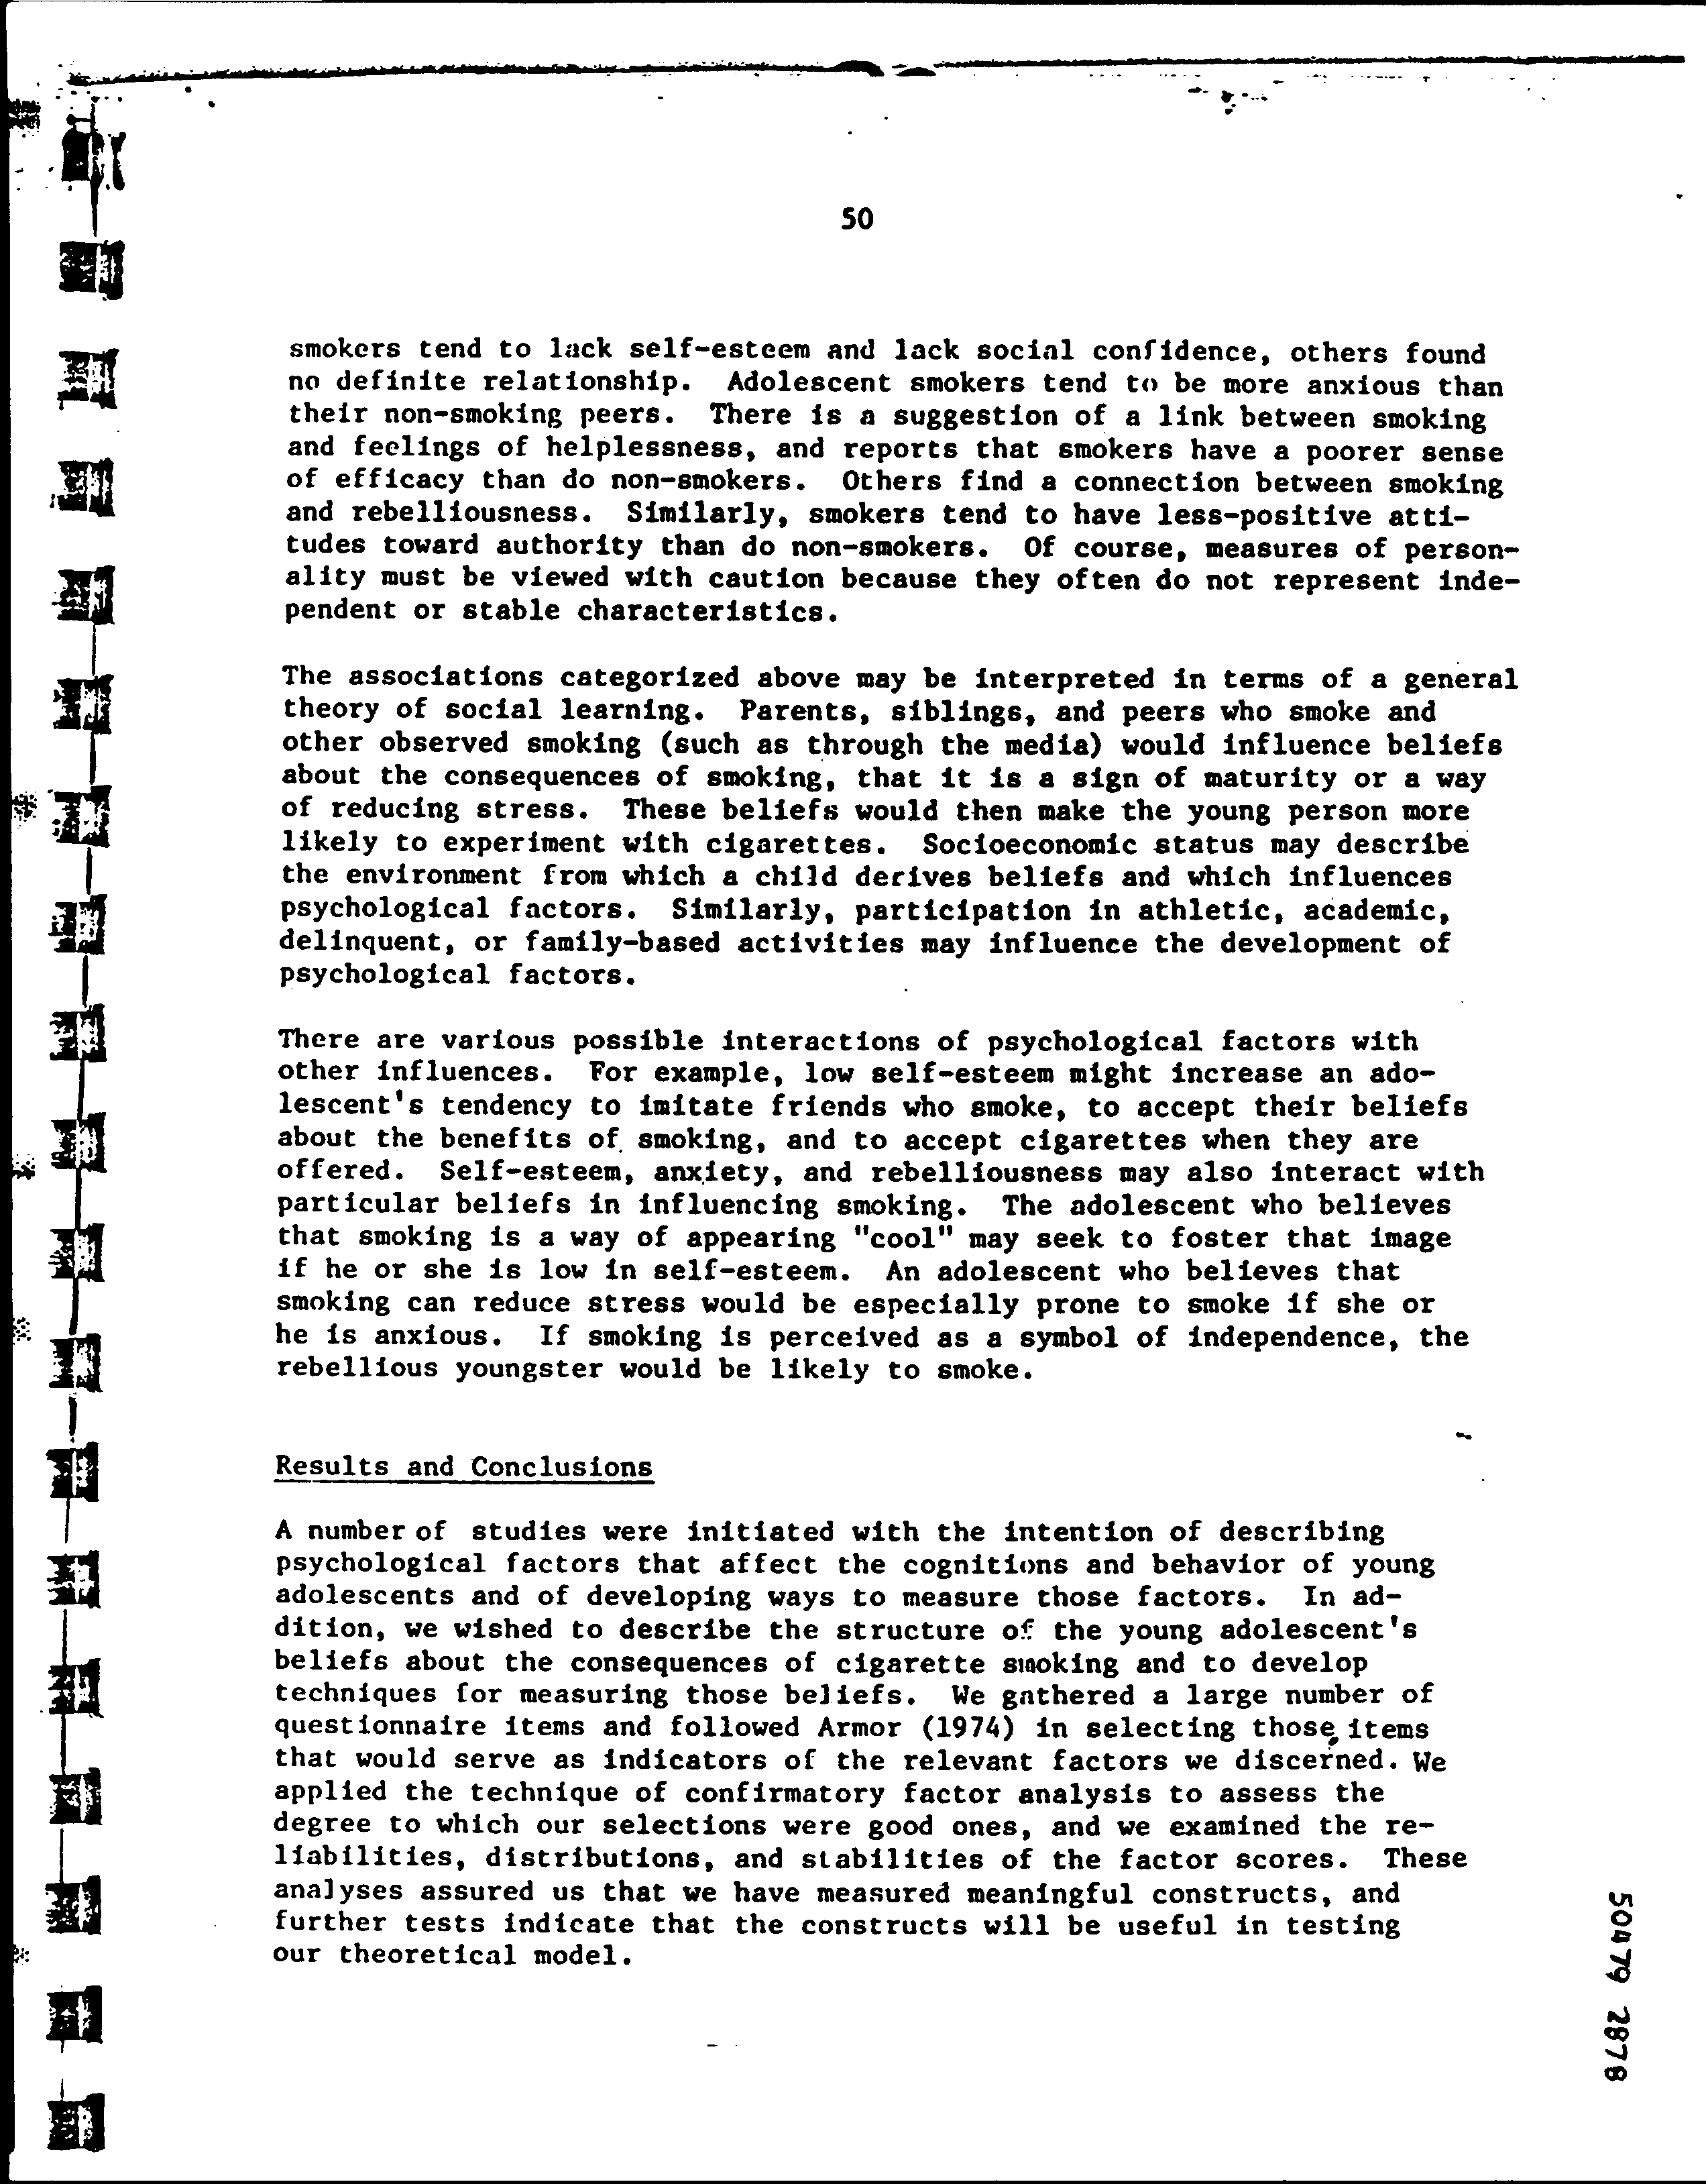 50
smokers tend to lack self-esteem and lack social confidence, others found
no definite relationship. Adolescent smokers tend to be more anxious than
their non-smoking peers. There is a suggestion of a link between smoking
and feelings of helplessness, and reports that smokers have a poorer sense
of efficacy than do non-smokers. Others find a connection between smoking
and rebelliousness. Similarly, smokers tend to have less-positive atti-
tudes toward authority than do non-smokers. Of course, measures of person-
ality must be viewed with caution because they often do not represent inde-
pendent or stable characteristics.
The associations categorized above may be interpreted in terms of a general
theory of social learning. Parents, siblings, and peers who smoke and
other observed smoking (such as through the media) would influence beliefs
about the consequences of smoking, that it is a sign of maturity or a way
of reducing stress. These beliefs would then make the young person more
likely to experiment with cigarettes. Socioeconomic status may describe
the environment from which a child derives beliefs and which influences
psychological factors. Similarly, participation in athletic, academic,
delinquent, or family-based activities may influence the development of
psychological factors.
There are various possible interactions of psychological factors with
other influences. For example, low self-esteem might increase an ado-
lescent's tendency to imitate friends who smoke, to accept their beliefs
about the benefits of smoking, and to accept cigarettes when they are
offered. Self-esteem, anxiety, and rebelliousness may also interact with
particular beliefs in influencing smoking. The adolescent who believes
that smoking is a way of appearing "cool" may seek to foster that image
if he or she is low in self-esteem. An adolescent who believes that
smoking can reduce stress would be especially prone to smoke if she or
he is anxious. If smoking is perceived as a symbol of independence, the
rebellious youngster would be likely to smoke.
Results and Conclusions
A number of studies were initiated with the intention of describing
psychological factors that affect the cognitions and behavior of young
adolescents and of developing ways to measure those factors. In ad-
dition, we wished to describe the structure of the young adolescent's
beliefs about the consequences of cigarette smoking and to develop
techniques for measuring those beliefs. We gathered a large number of
questionnaire items and followed Armor (1974) in selecting those items
that would serve as indicators of the relevant factors we discerned. We
applied the technique of confirmatory factor analysis to assess the
degree to which our selections were good ones, and we examined the re-
liabilities, distributions, and stabilities of the factor scores. These
analyses assured us that we have measured meaningful constructs, and
further tests indicate that the constructs will be useful in testing
our theoretical model.
50479 2878